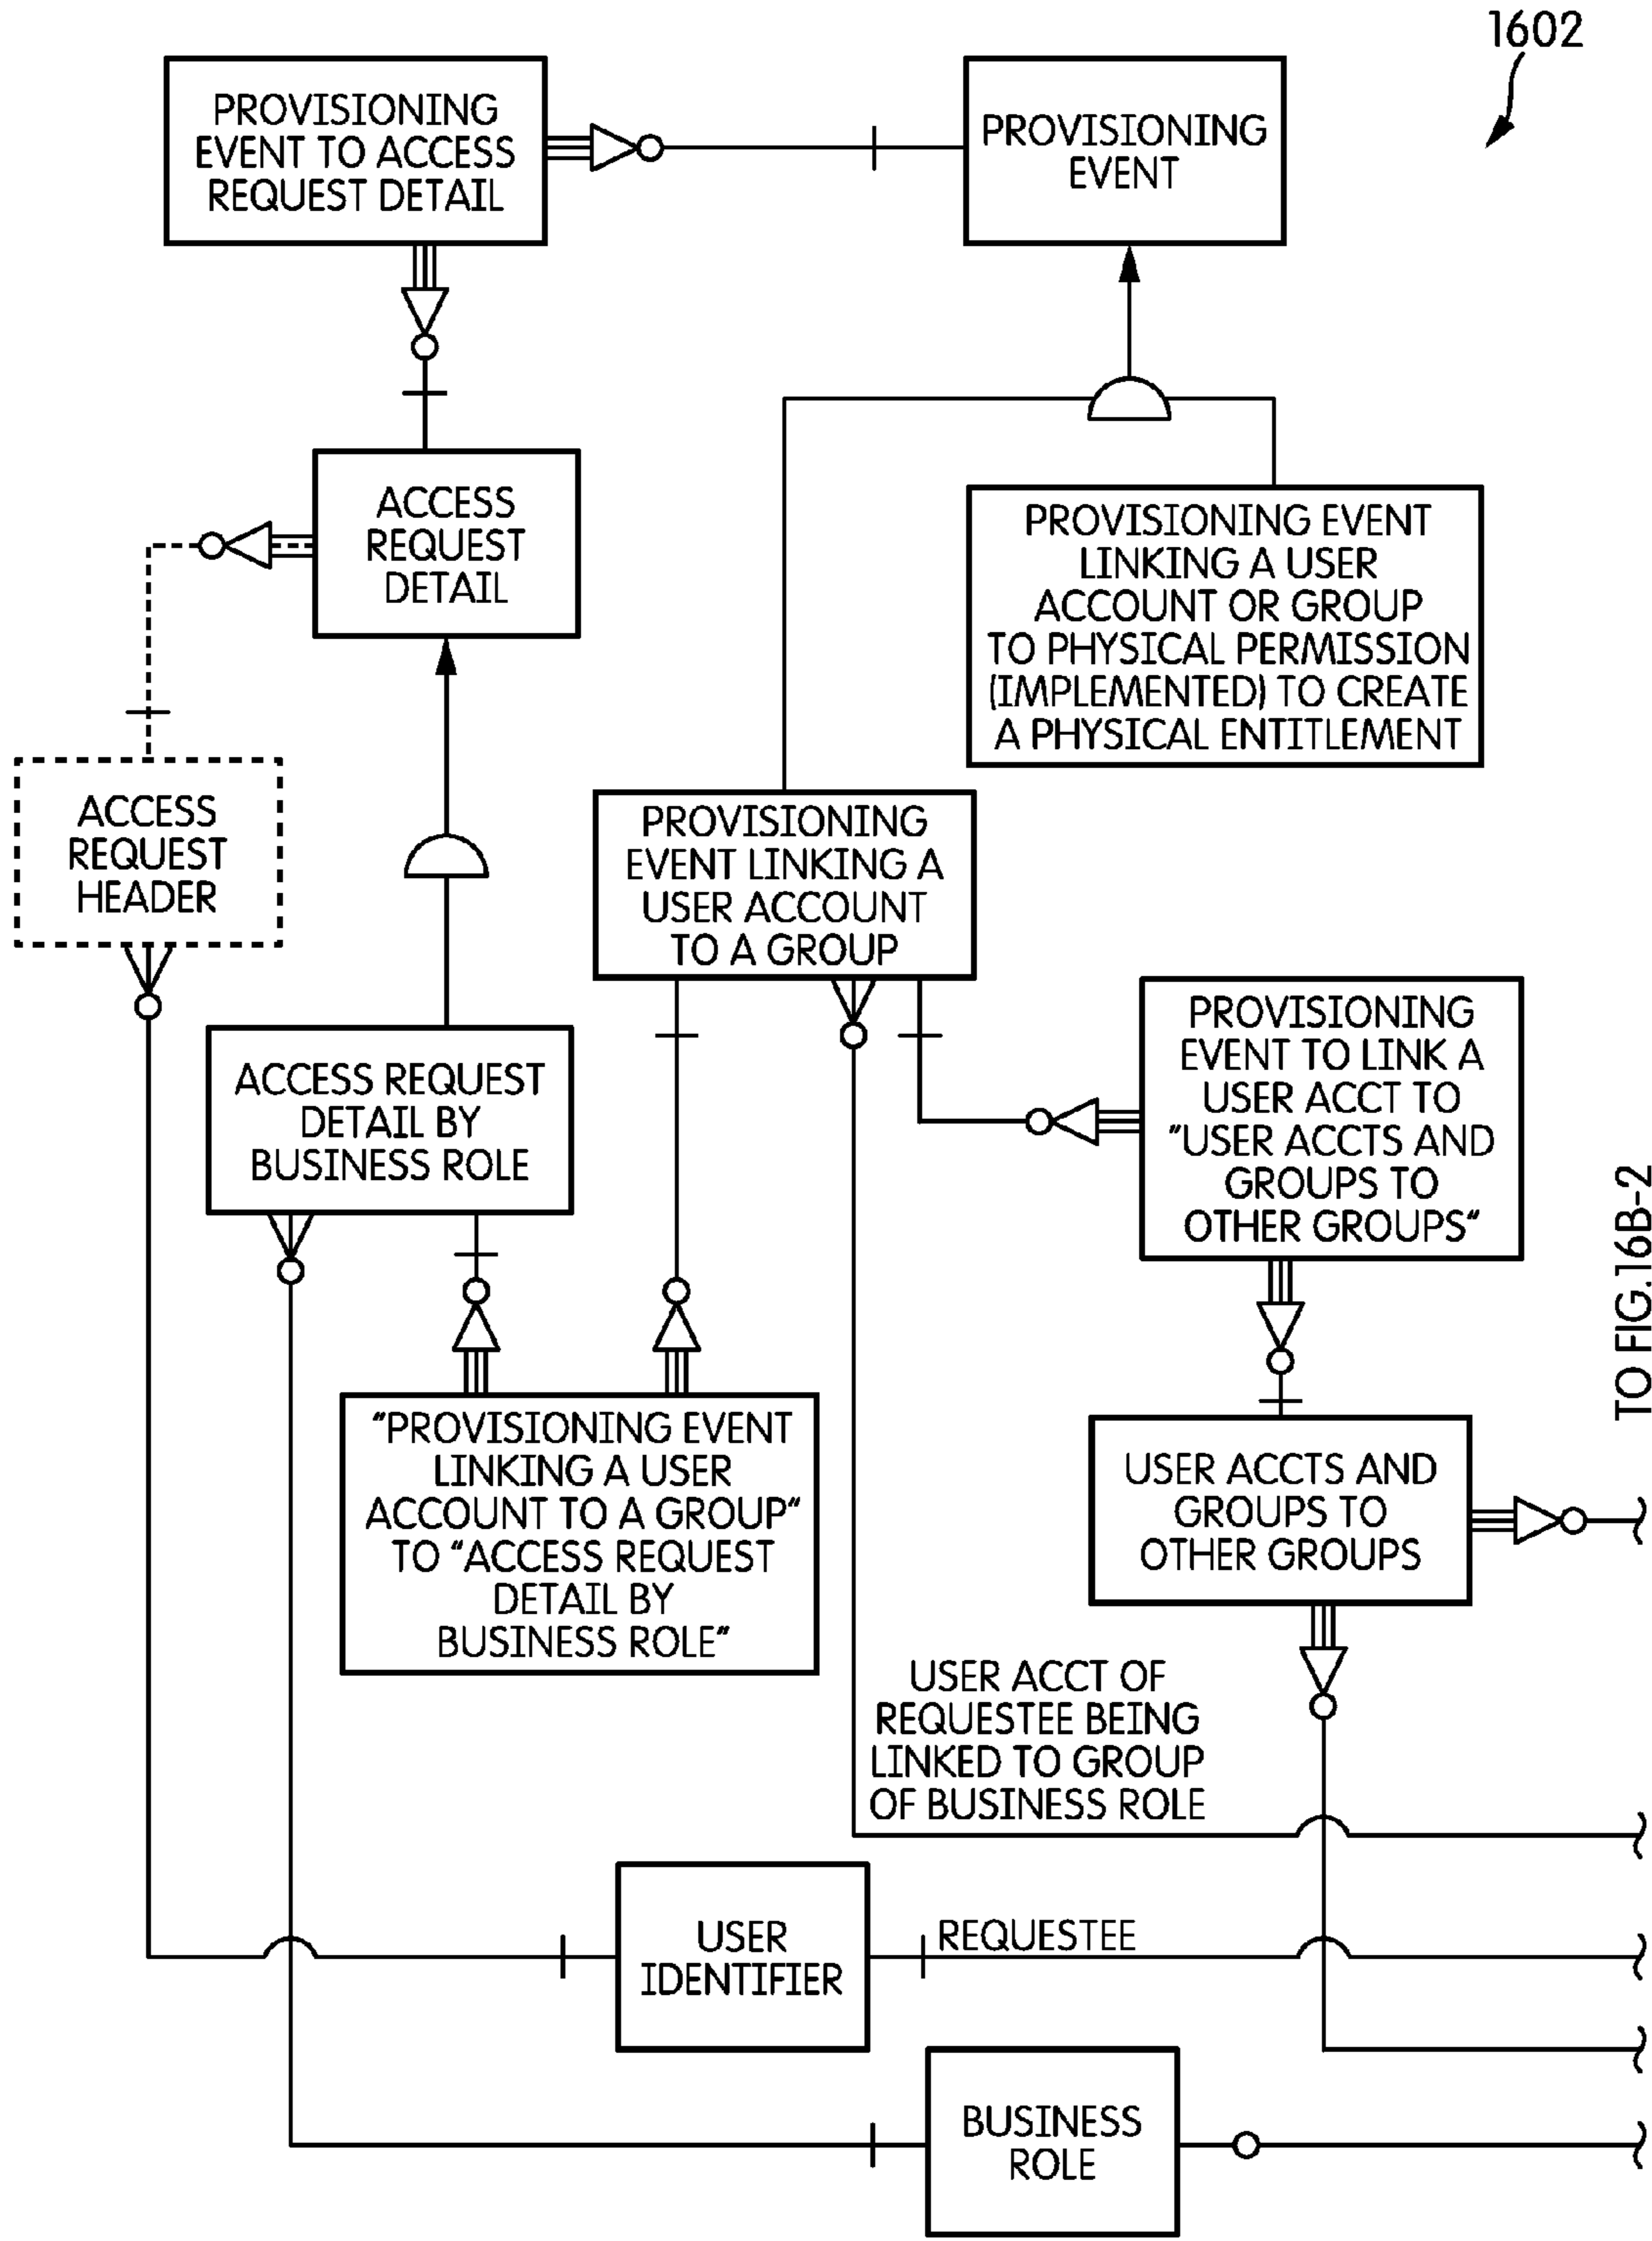 1602
PROVISIONING
EVENT TO ACCESS
REQUEST DETAIL
PROVISIONING
EVENT
ACCESS
REQUEST
DETAIL
PROVISIONING EVENT
LINKING A USER
ACCOUNT OR GROUP
TO PHYSICAL PERMISSION
(IMPLEMENTED) TO CREATE
A PHYSICAL ENTITLEMENT
ACCESS
REQUEST
HEADER
PROVISIONING
EVENT LINKING A
USER ACCOUNT
TO A GROUP
ACCESS REQUEST
DETAIL BY
BUSINESS ROLE
PROVISIONING
EVENT TO LINK A
USER ACCT TO
"USER ACCTS AND
GROUPS TO
OTHER GROUPS"
TO FIG.16B-2
"PROVISIONING EVENT
LINKING A USER
ACCOUNT TO A GROUP"
TO "ACCESS REQUEST
DETAIL BY
BUSINESS ROLE"
USER ACCTS AND
GROUPS TO
OTHER GROUPS
USER ACCT OF
REQUESTEE BEING
LINKED TO GROUP
OF BUSINESS ROLE
USER
IDENTIFIER
REQUESTEE
BUSINESS
ROLE